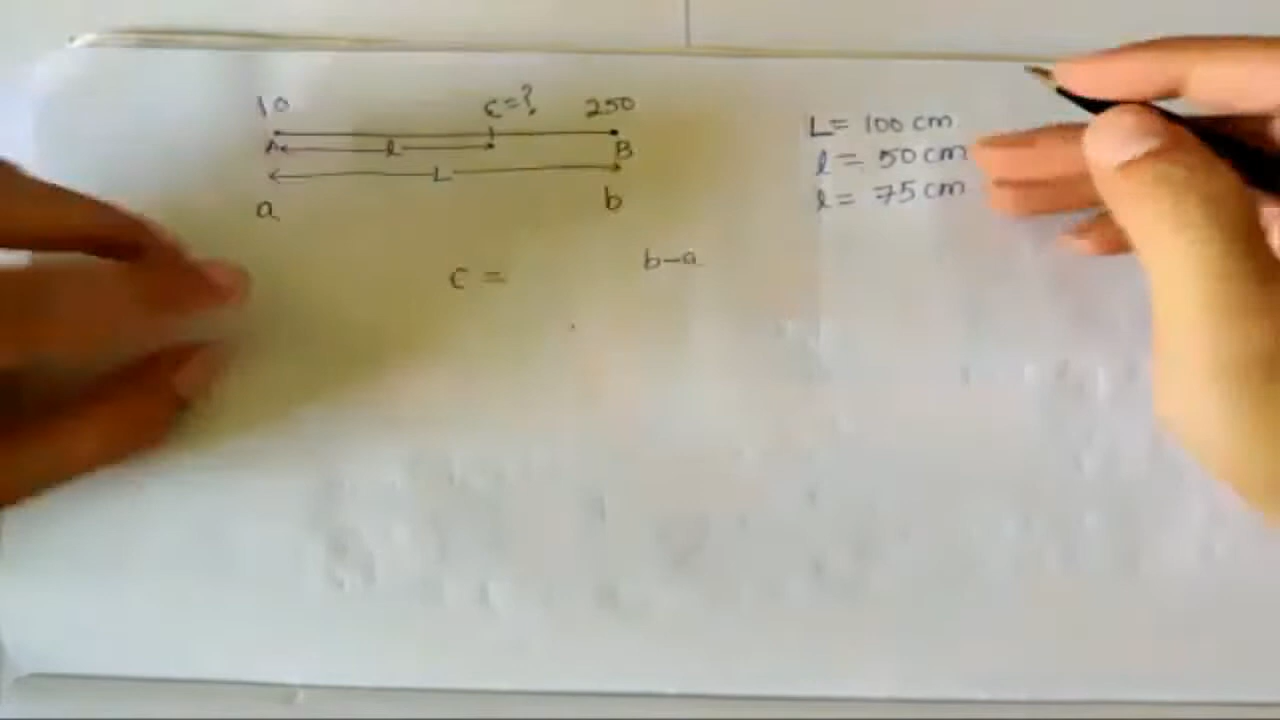 10 c=? 250
A l B
L
a b
L= 100 cm
l = 50 cm
l = 75 cm
b-a
c =